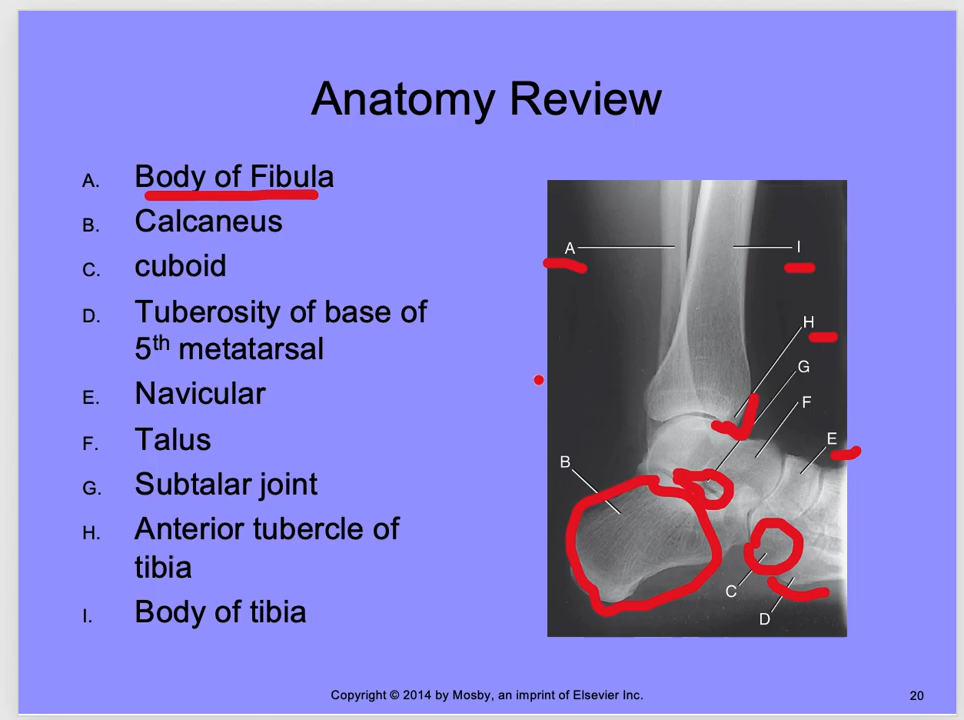 Anatomy Review
A. Body of Fibula
B. Calcaneus
C. cuboid
D. Tuberosity of base of
5th metatarsal
E. Navicular
F. Talus
G. Subtalar joint
H. Anterior tubercle of
tibia
I. Body of tibia
A
I
H
G
F
E
B
C
D
Copyright © 2014 by Mosby, an imprint of Elsevier Inc.
20